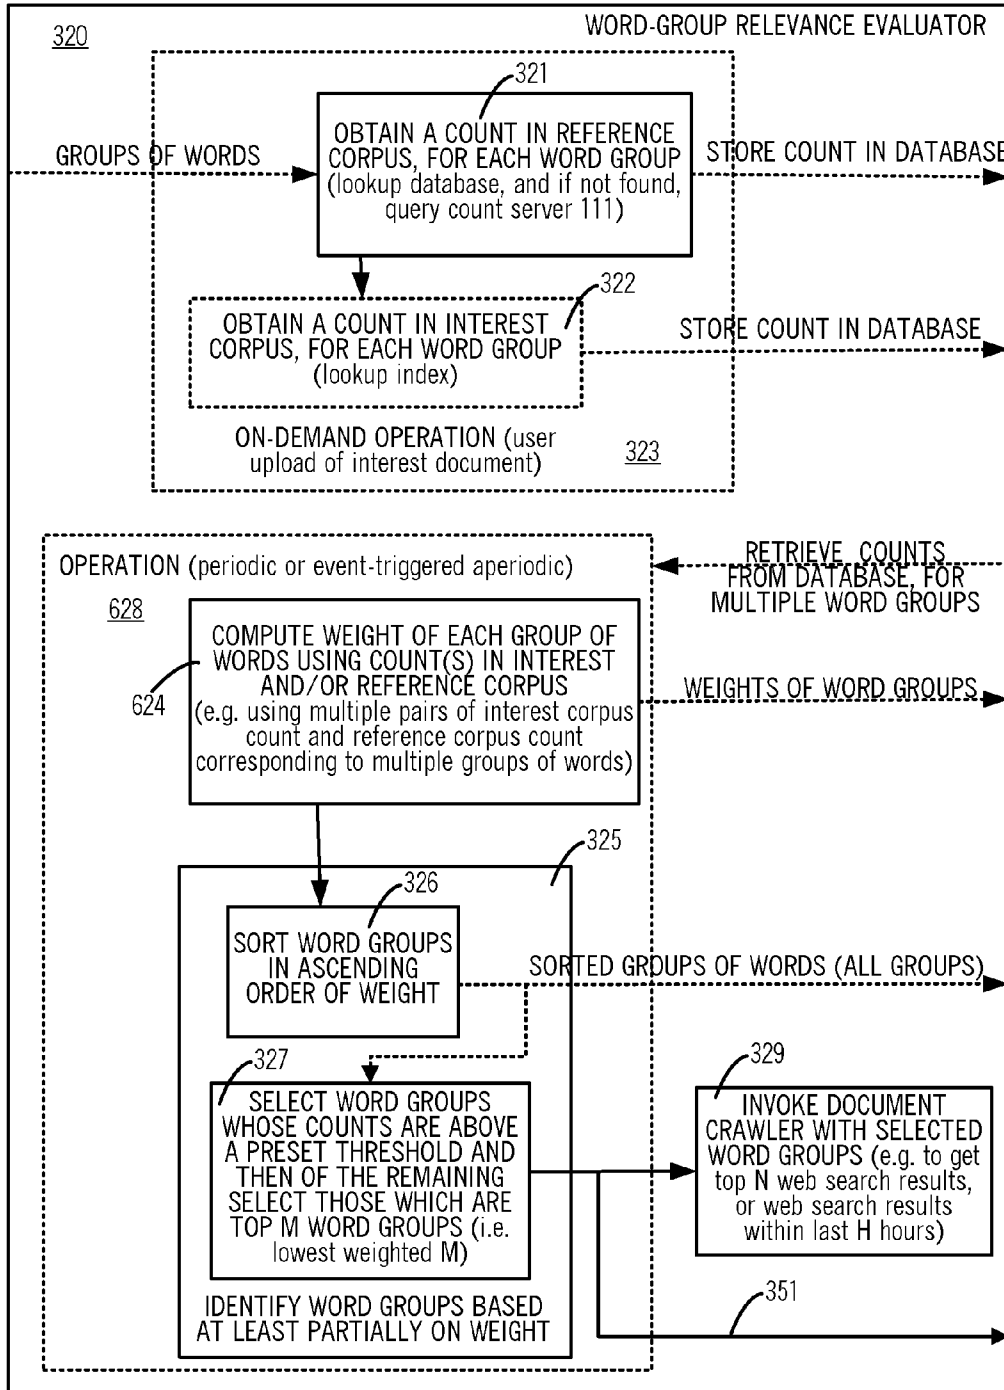 WORD-GROUP RELEVANCE EVALUATOR
320
321
OBTAIN A COUNT IN REFERENCE
CORPUS, FOR EACH WORD GROUP
(lookup database, and if not found,
query count server 111)
GROUPS OF WORDS
STORE COUNT IN DATABASE
322
OBTAIN A COUNT IN INTEREST
CORPUS, FOR EACH WORD GROUP
(lookup index)
STORE COUNT IN DATABASE
ON-DEMAND OPERATION (user
upload of interest document)
323
OPERATION (periodic or event-triggered aperiodic)
RETRIEVE COUNTS
FROM DATABASE, FOR
MULTIPLE WORD GROUPS
628
COMPUTE WEIGHT OF EACH GROUP OF
WORDS USING COUNT(S) IN INTEREST
AND/OR REFERENCE CORPUS
(e.g. using multiple pairs of interest corpus
count and reference corpus count
corresponding to multiple groups of words)
624
WEIGHTS OF WORD GROUPS
325
326
SORT WORD GROUPS
IN ASCENDING
ORDER OF WEIGHT
SORTED GROUPS OF WORDS (ALL GROUPS)
327
SELECT WORD GROUPS
WHOSE COUNTS ARE ABOVE
A PRESET THRESHOLD AND
THEN OF THE REMAINING
SELECT THOSE WHICH ARE
TOP M WORD GROUPS (i.e.
lowest weighted M)
329
INVOKE DOCUMENT
CRAWLER WITH SELECTED
WORD GROUPS (e.g. to get
top N web search results,
or web search results
within last H hours)
IDENTIFY WORD GROUPS BASED
AT LEAST PARTIALLY ON WEIGHT
351